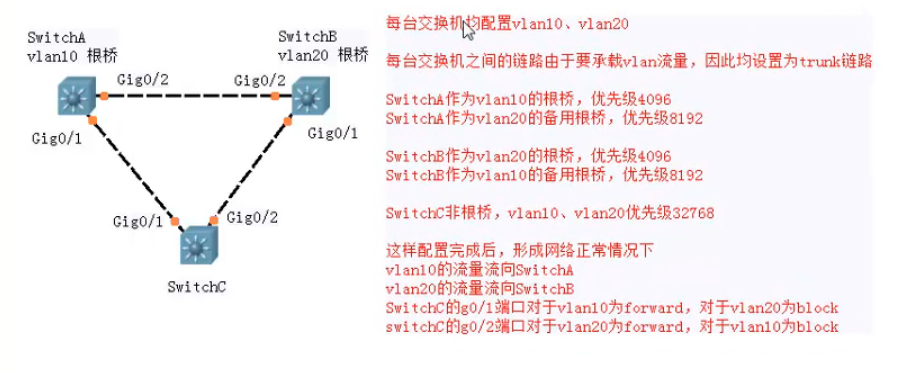 SwitchA
vlan10 根桥
SwitchB
vlan20 根桥
Gig0/2
Gig0/2
Gig0/1
Gig0/1
Gig0/1
Gig0/2
SwitchC
每台交换机均配置vlan10、vlan20
每台交换机之间的链路由于要承载vlan流量，因此均设置为trunk链路
SwitchA作为vlan10的根桥，优先级4096
SwitchA作为vlan20的备用根桥，优先级8192
SwitchB作为vlan20的根桥，优先级4096
SwitchB作为vlan10的备用根桥，优先级8192
SwitchC非根桥，vlan10、vlan20优先级32768
这样配置完成后，形成网络正常情况下
vlan10的流量流向SwitchA
vlan20的流量流向SwitchB
SwitchC的g0/1端口对于vlan10为forward，对于vlan20为block
switchC的g0/2端口对于vlan20为forward，对于vlan10为block